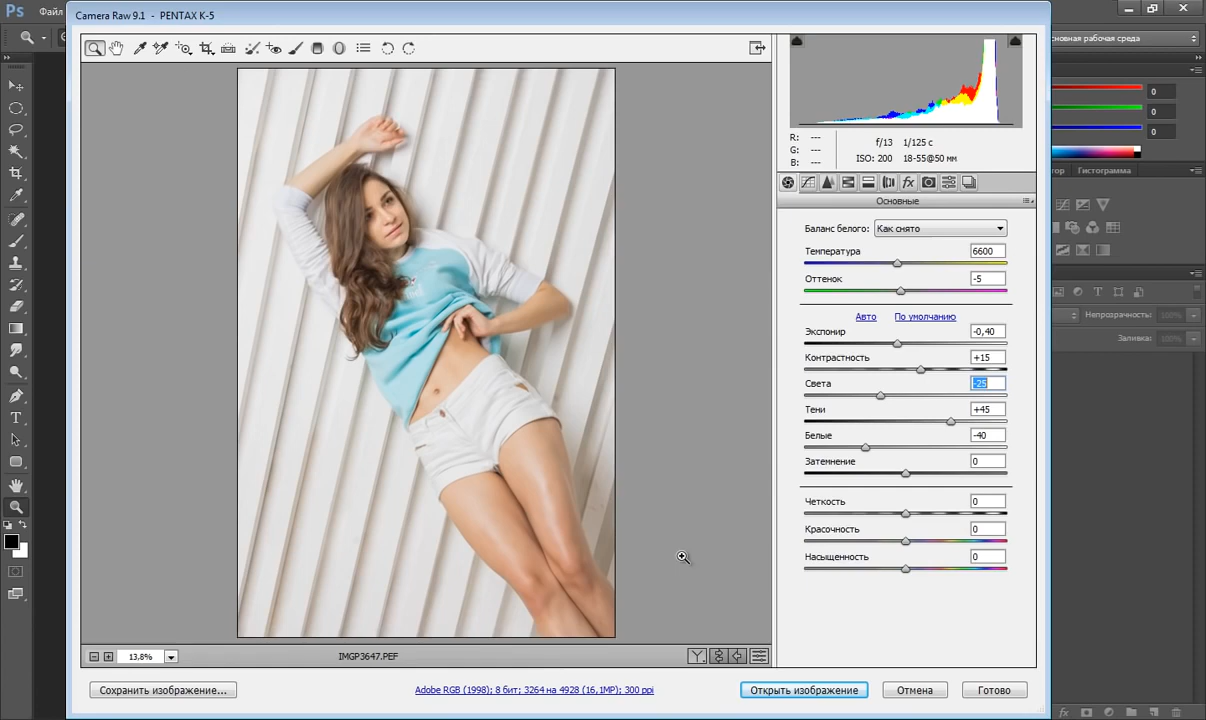 Ps
Файл
Camera Raw 9.1 - PENTAX K-5
основная рабочая среда
R: ---
G: ---
B: ---
f/13 1/125 с
ISO: 200 18-55@50 мм
0
0
0
Гистограмма
Основные
Баланс белого: Как снято
Температура 6600
Оттенок -5
Авто По умолчанию
Экспонир -0,40
Контрастность +15
Света -25
Тени +45
Белые -40
Затемнение 0
Четкость 0
Красочность 0
Насыщенность 0
Непрозрачность: 100%
Заливка: 100%
13,8%
IMGP3647.PEF
Сохранить изображение...
Adobe RGB (1998); 8 бит; 3264 на 4928 (16,1MP); 300 ppi
Открыть изображение
Отмена
Готово